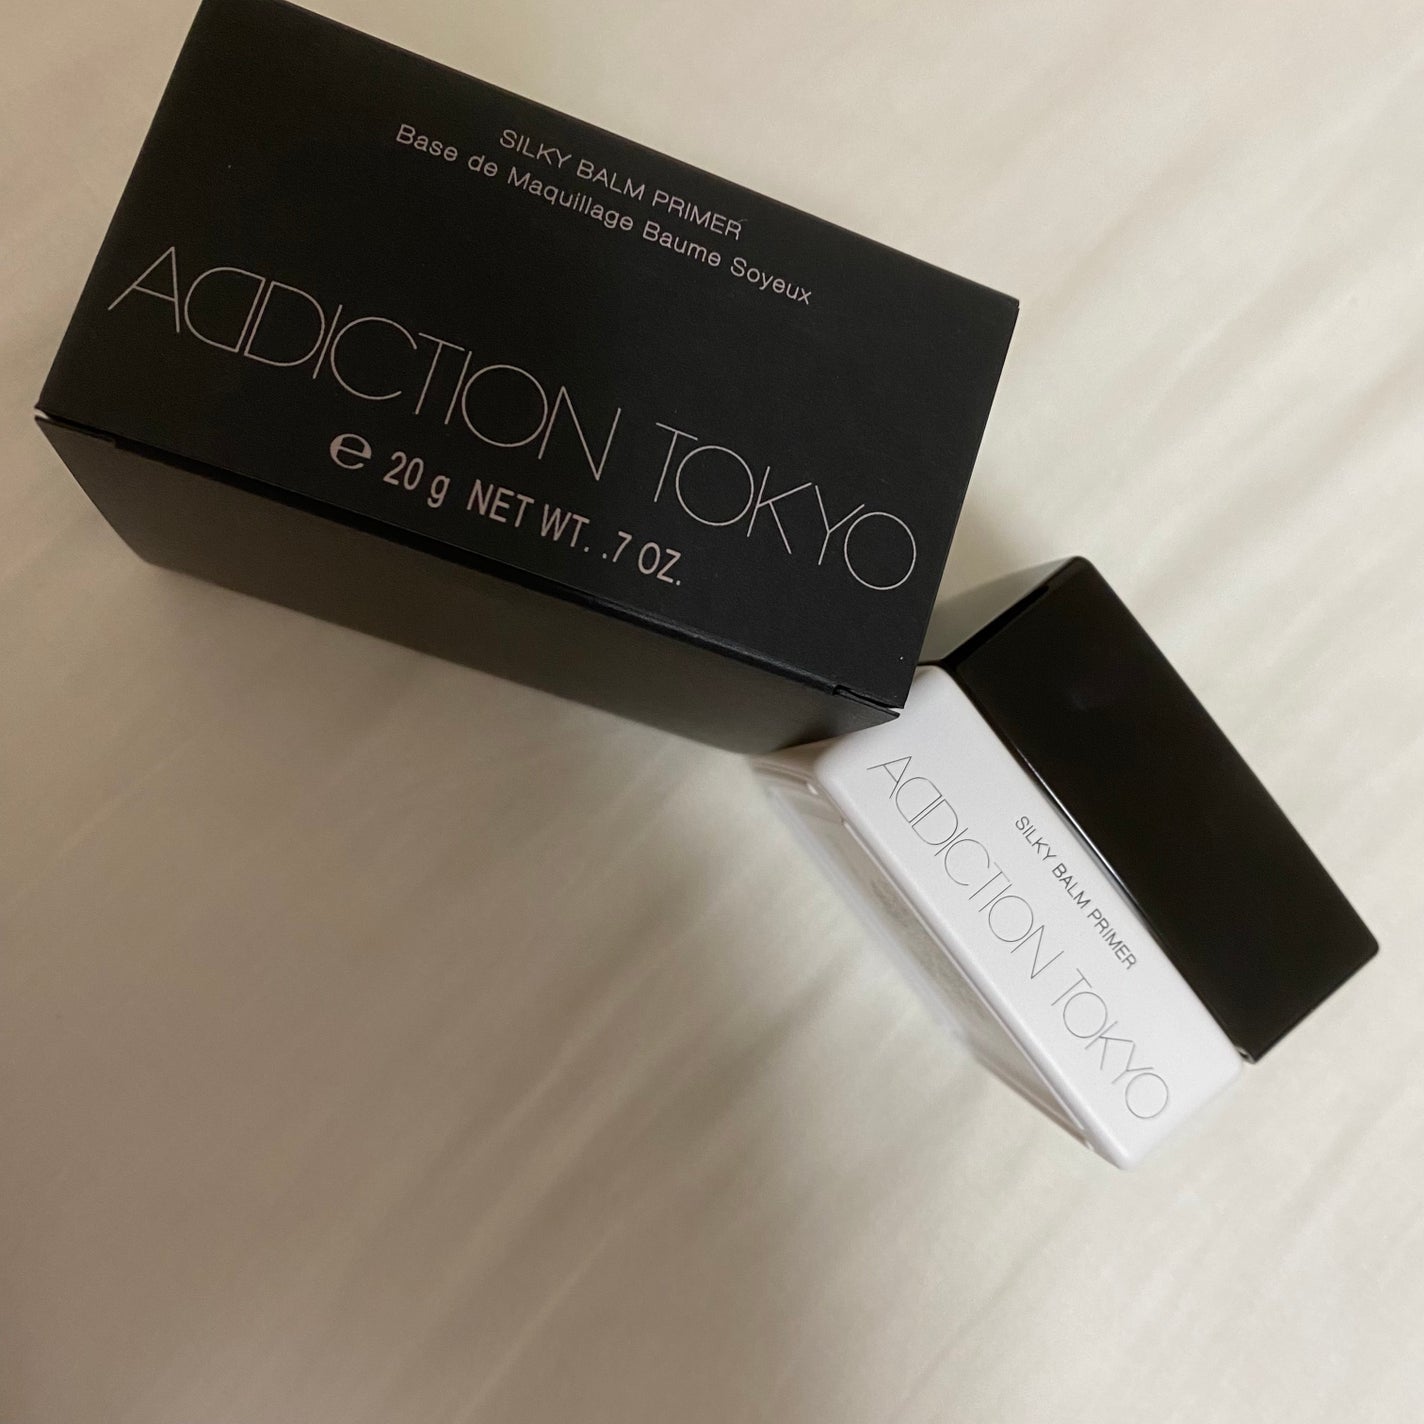 SILKY BALM PRIMER
Base de Maquillage Baume Soyeux
ADDICTION TOKYO
℮ 20 g NET WT. .7 OZ.
SILKY BALM PRIMER
ADDICTION TOKYO